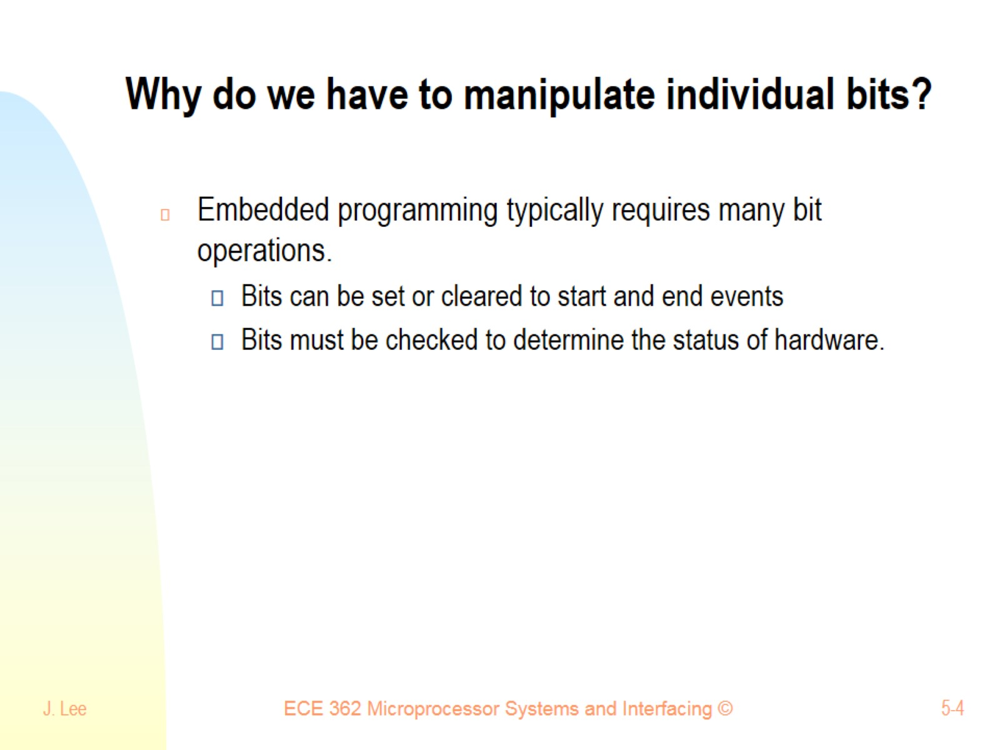 Why do we have to manipulate individual bits?
Embedded programming typically requires many bit
operations.
Bits can be set or cleared to start and end events
Bits must be checked to determine the status of hardware.
J. Lee
ECE 362 Microprocessor Systems and Interfacing ©
5-4